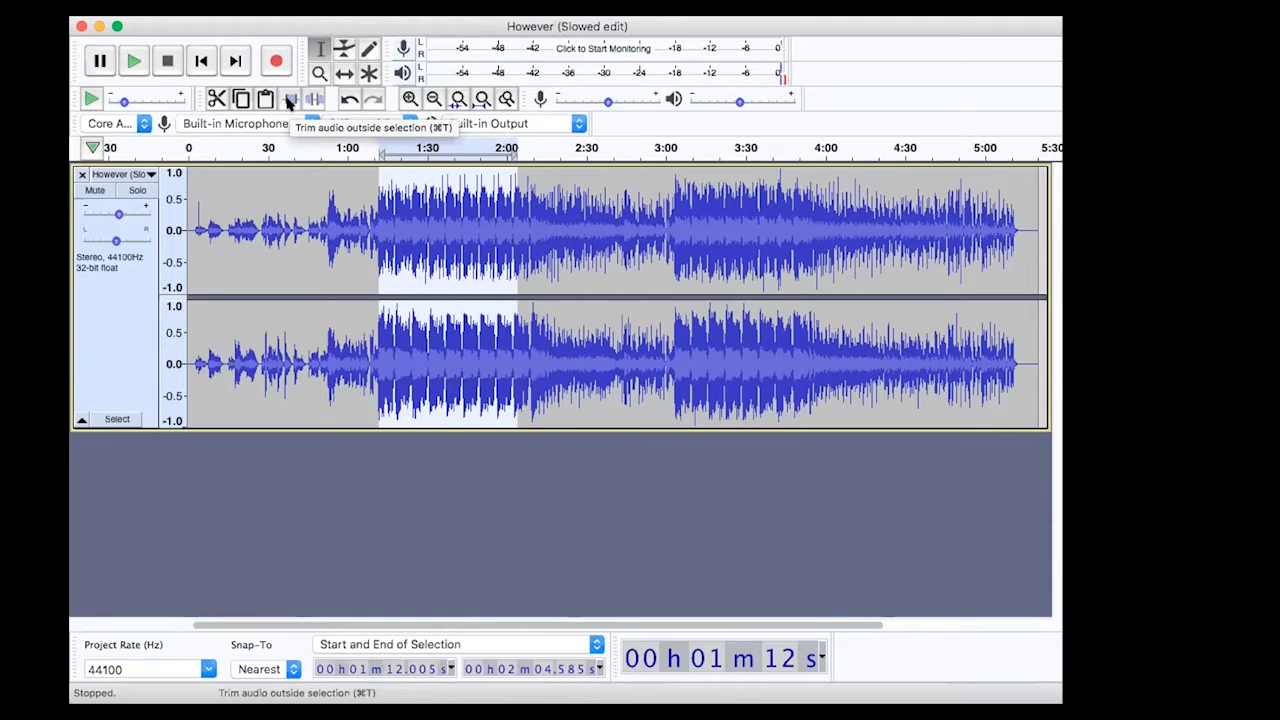 However (Slowed edit)
L
R
-54 -48 -42 Click to Start Monitoring -18 -12 -6 0
L
R
-54 -48 -42 -36 -30 -24 -18 -12 -6 0
Core A... Built-in Microphone uilt-in Output
Trim audio outside selection (⌘T)
30 0 30 1:00 1:30 2:00 2:30 3:00 3:30 4:00 4:30 5:00 5:30
However (Slo
Mute Solo
- +
L R
Stereo, 44100Hz
32-bit float
Select
1.0
0.5
0.0
-0.5
-1.0
1.0
0.5
0.0
-0.5
-1.0
Project Rate (Hz) Snap-To Start and End of Selection
44100 Nearest 00 h 01 m 12.005 s 00 h 02 m 04.585 s
00 h 01 m 12 s
Stopped. Trim audio outside selection (⌘T)